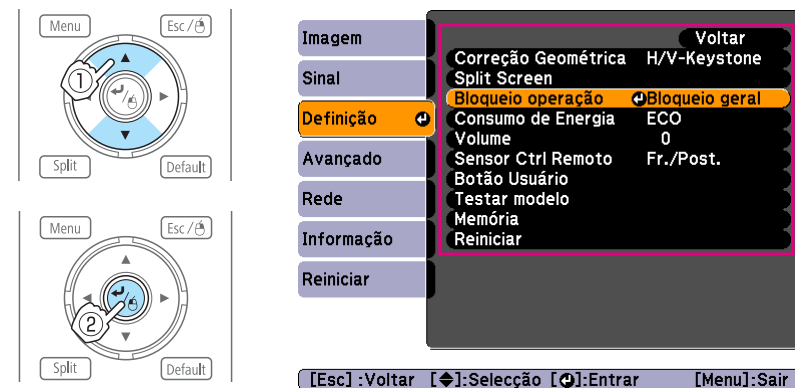 Menu
Esc/
1
Split
Default
Menu
Esc/
2
Split
Default
Imagem
Sinal
Definição
Avançado
Rede
Informação
Reiniciar
Voltar
Correção Geométrica H/V-Keystone
Split Screen
Bloqueio operação Bloqueio geral
Consumo de Energia ECO
Volume 0
Sensor Ctrl Remoto Fr./Post.
Botão Usuário
Testar modelo
Memória
Reiniciar
[Esc] :Voltar [◆]:Selecção [⏎]:Entrar [Menu]:Sair